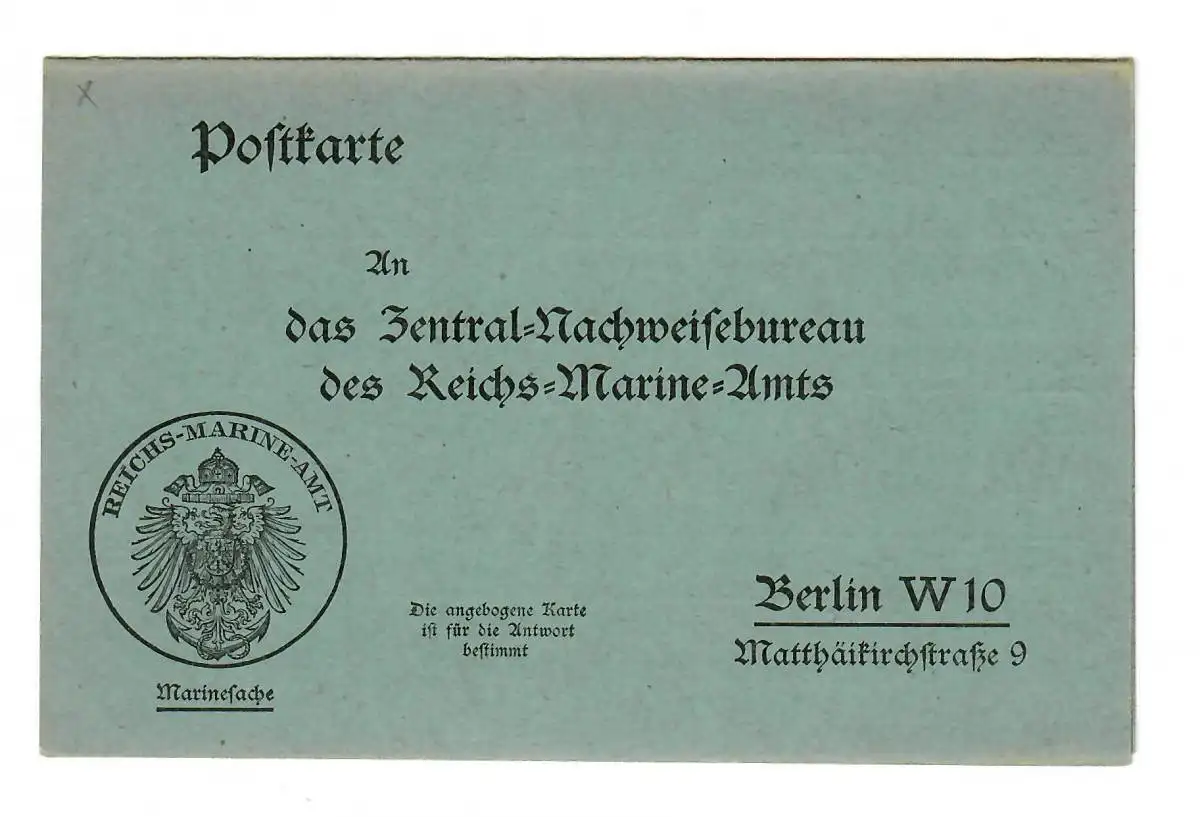 x
Postkarte
An
das Zentral=Nachweisebureau
des Reichs=Marine=Amts
REICHS-MARINE-AMT
Marinesache
Die angebogene Karte
ist für die Antwort
bestimmt
Berlin W 10
Matthäikirchstraße 9